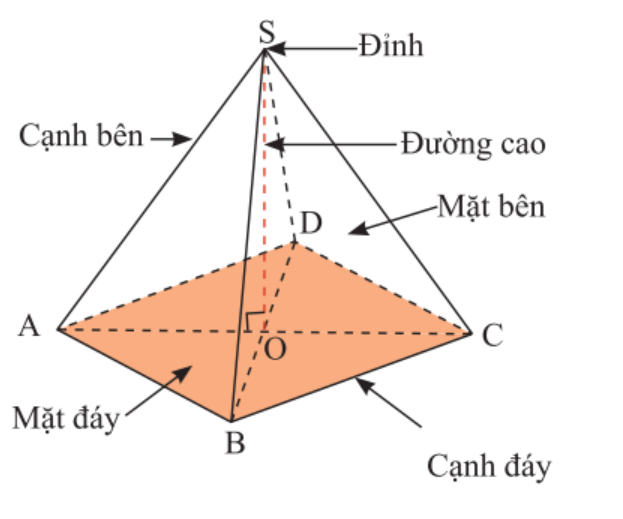 S
Đỉnh
Cạnh bên
Đường cao
Mặt bên
D
A
O
C
Mặt đáy
B
Cạnh đáy